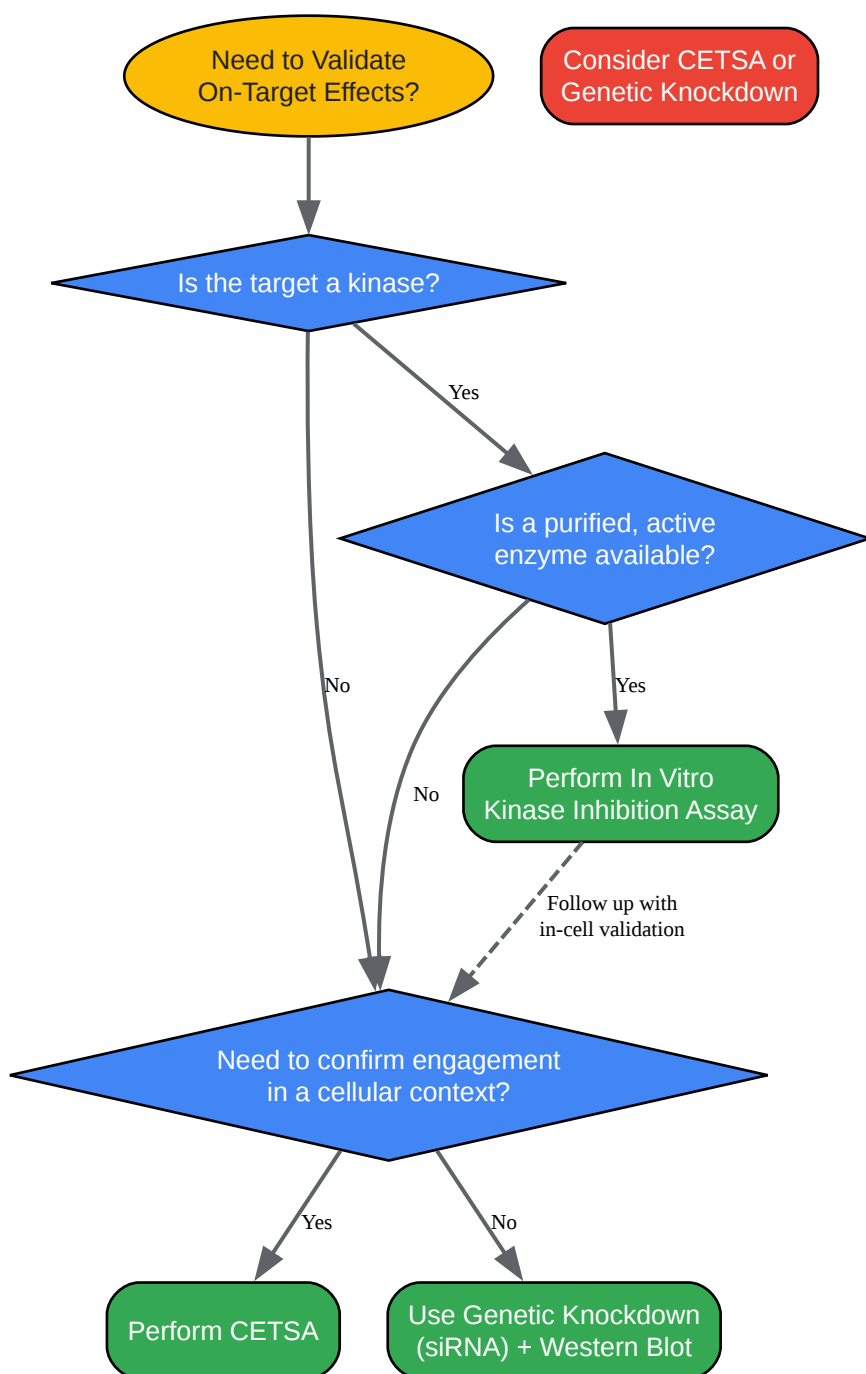 Need to Validate
On-Target Effects?
Consider CETSA or
Genetic Knockdown
Is the target a kinase?
Yes
Is a purified, active
enzyme available?
No
Yes
No
Perform In Vitro
Kinase Inhibition Assay
Follow up with
in-cell validation
Need to confirm engagement
in a cellular context?
Yes
No
Perform CETSA
Use Genetic Knockdown
(siRNA) + Western Blot